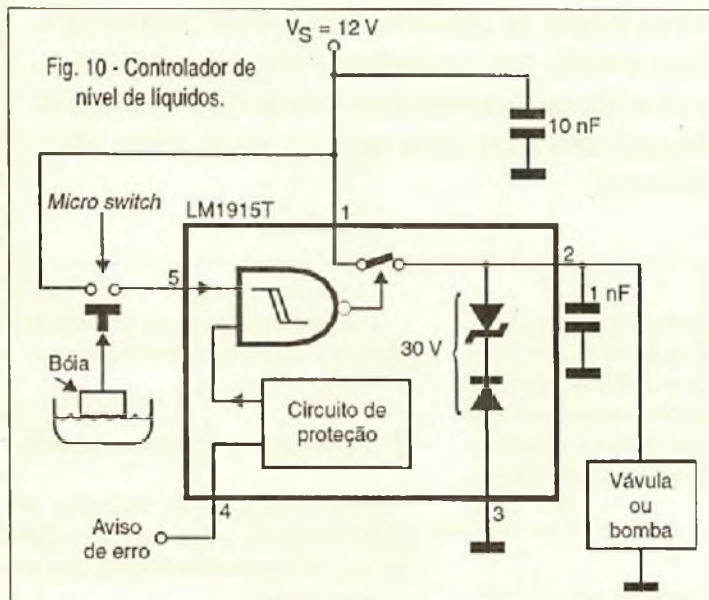 V_S = 12 V
Fig. 10 - Controlador de
nível de líquidos.
10 nF
Micro switch
LM1915T
1
2
5
1 nF
30 V
Bóia
Circuito de
proteção
4
3
Aviso
de erro
Vávula
ou
bomba